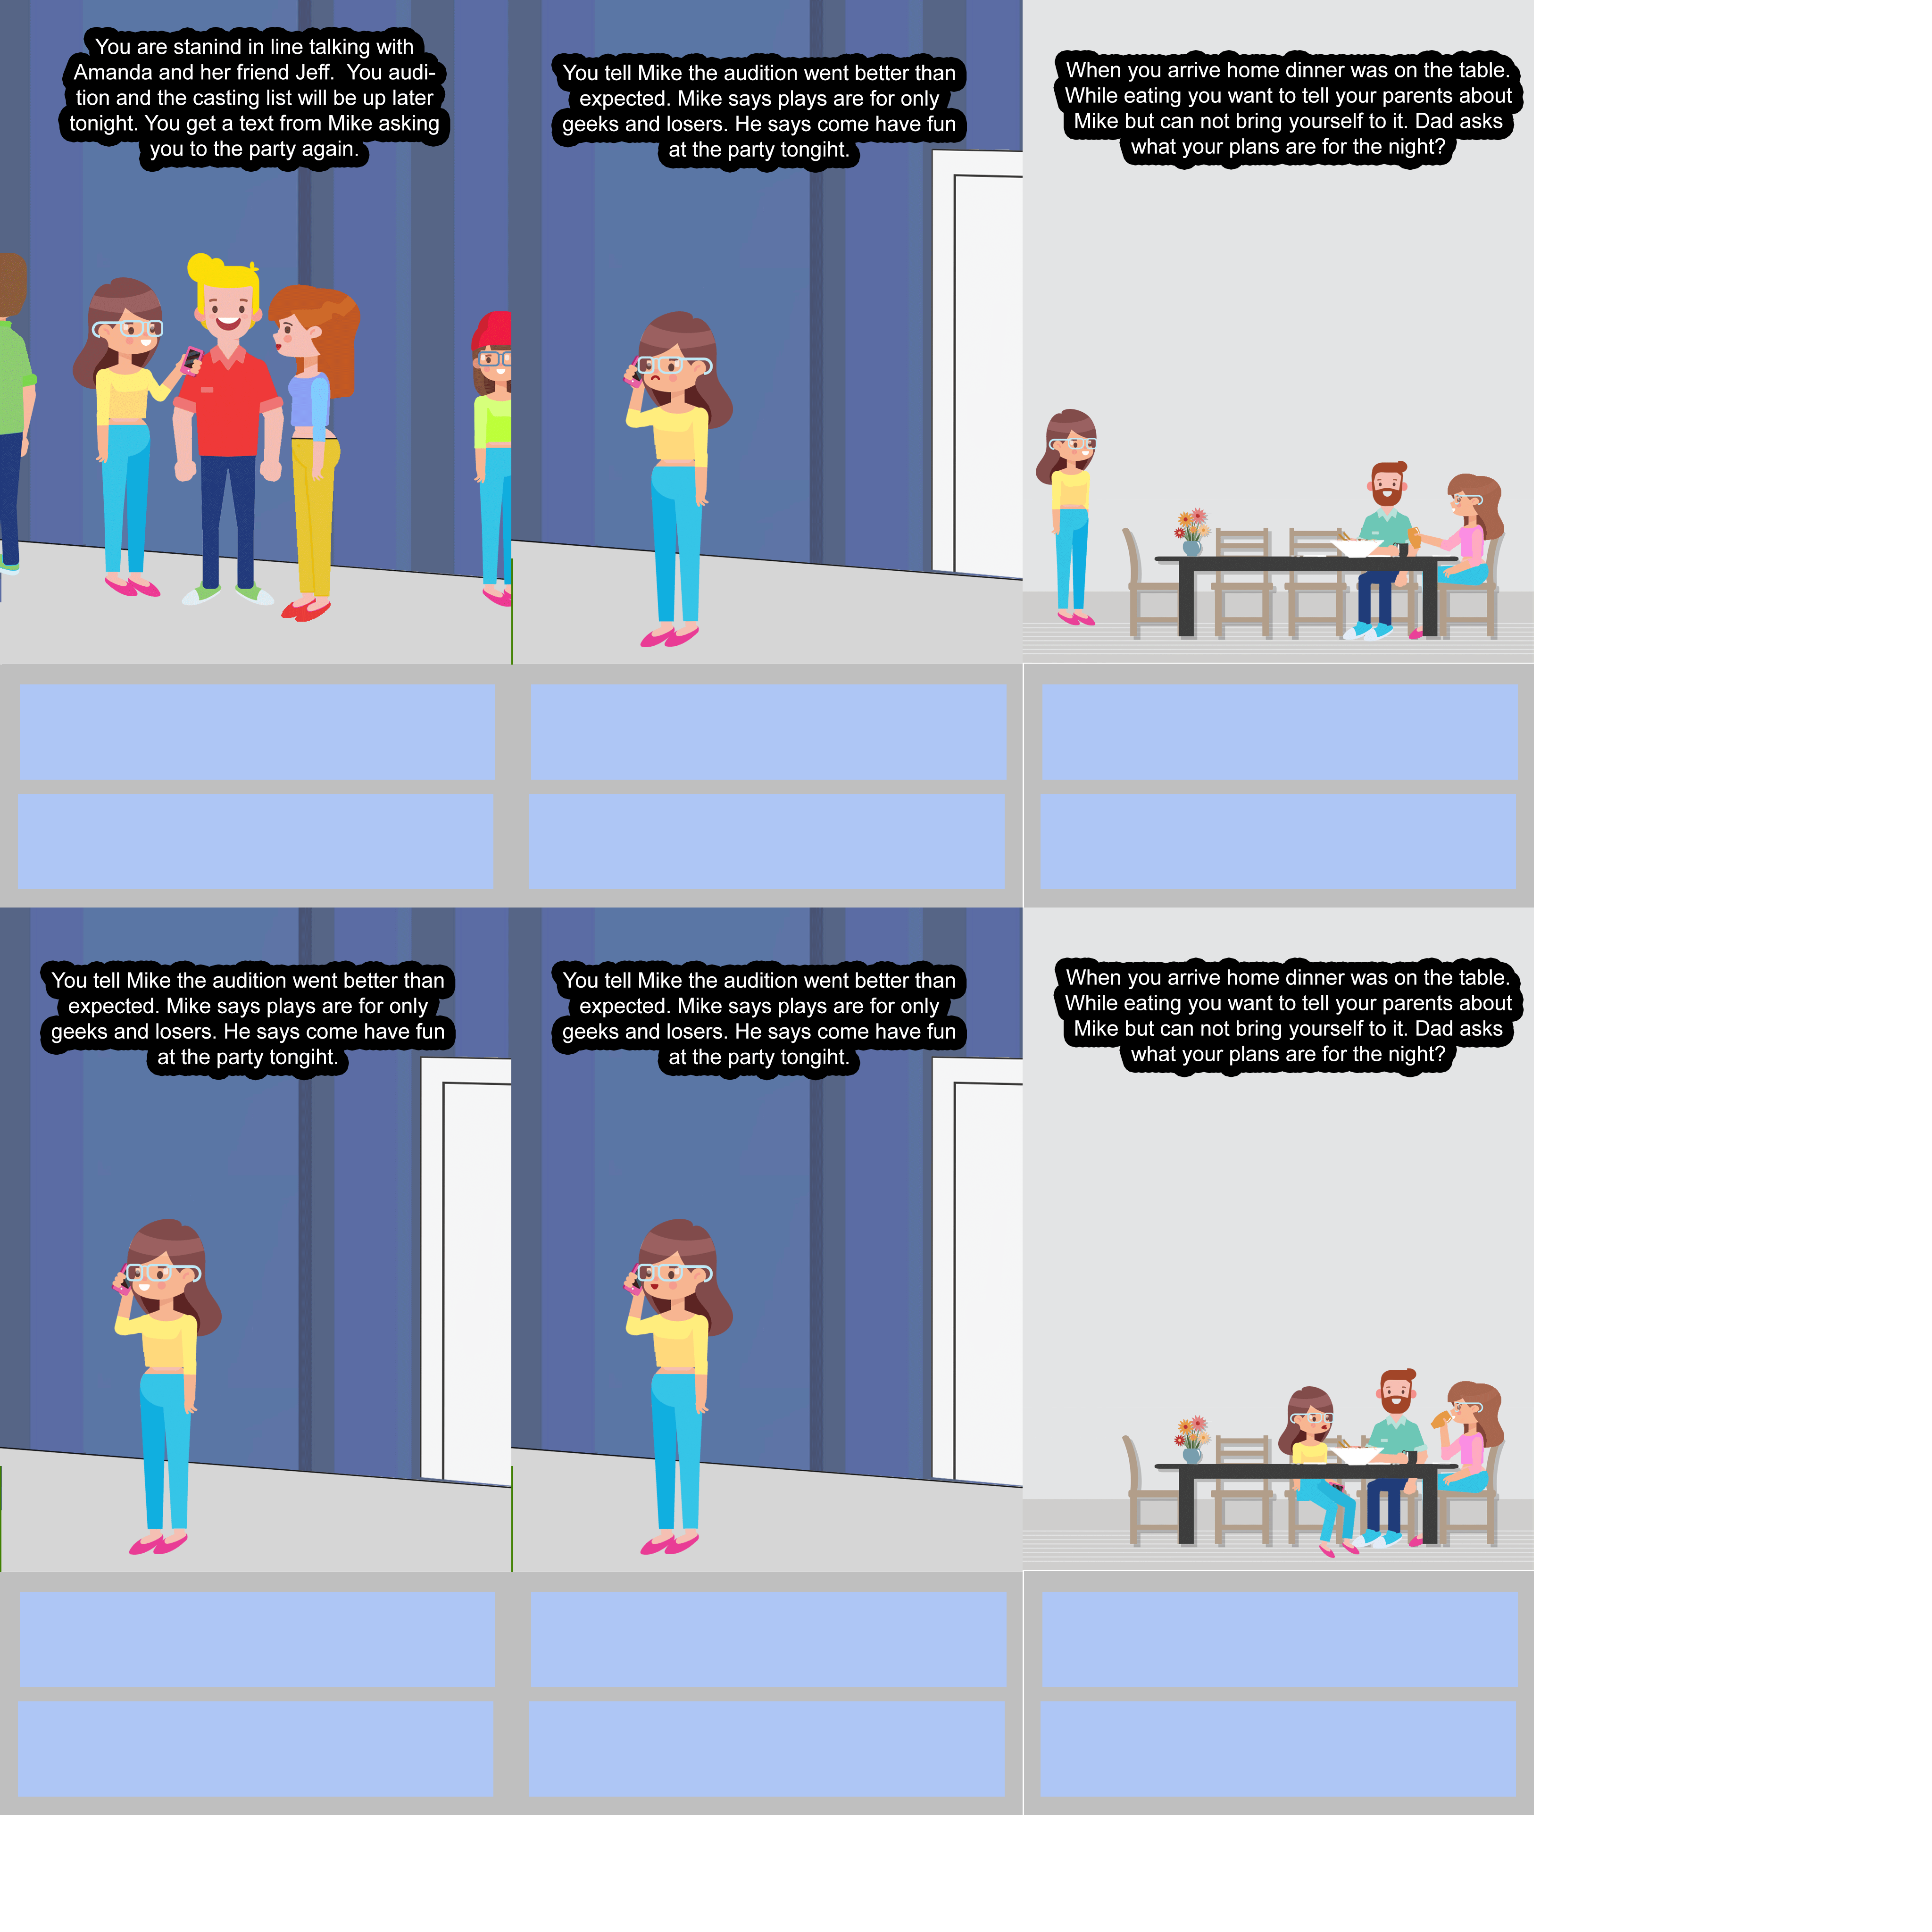 You are stanind in line talking with
Amanda and her friend Jeff.  You audi-
tion and the casting list will be up later
tonight. You get a text from Mike asking
you to the party again.
You tell Mike the audition went better than
expected. Mike says plays are for only
geeks and losers. He says come have fun
at the party tongiht.
When you arrive home dinner was on the table.
While eating you want to tell your parents about
Mike but can not bring yourself to it. Dad asks
what your plans are for the night?
You tell Mike the audition went better than
expected. Mike says plays are for only
geeks and losers. He says come have fun
at the party tongiht.
You tell Mike the audition went better than
expected. Mike says plays are for only
geeks and losers. He says come have fun
at the party tongiht.
When you arrive home dinner was on the table.
While eating you want to tell your parents about
Mike but can not bring yourself to it. Dad asks
what your plans are for the night?